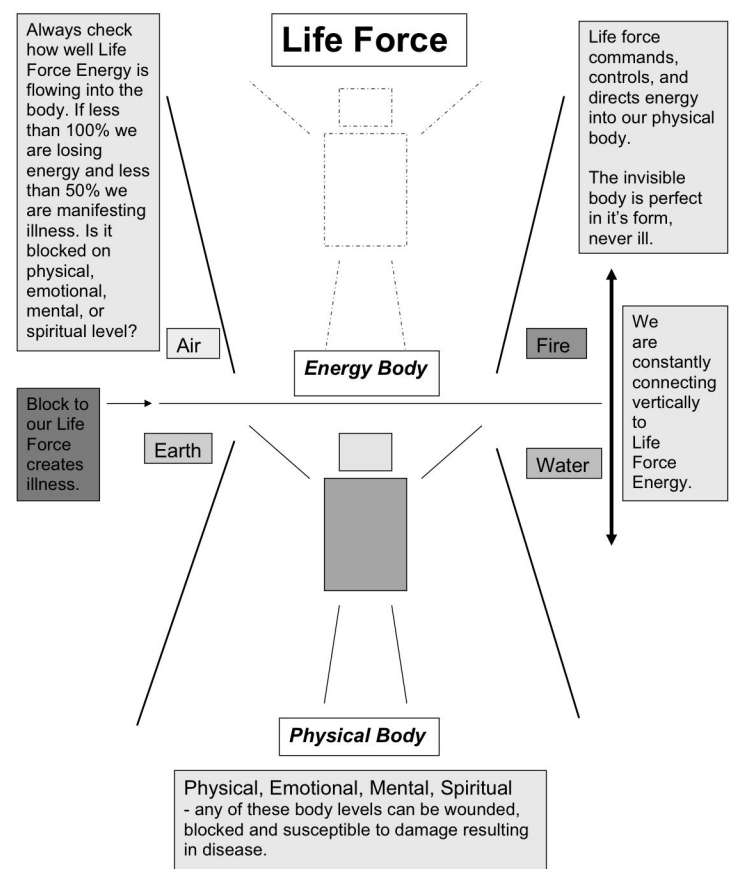 Life Force
Always check
how well Life
Force Energy is
flowing into the
body. If less
than 100% we
are losing
energy and less
than 50% we
are manifesting
illness. Is it
blocked on
physical,
emotional,
mental, or
spiritual level?
Life force
commands,
controls, and
directs energy
into our physical
body.
The invisible
body is perfect
in it's form,
never ill.
Air
Fire
Energy Body
We
are
constantly
connecting
vertically
to
Life
Force
Energy.
Block to
our Life
Force
creates
illness.
Earth
Water
Physical Body
Physical, Emotional, Mental, Spiritual
- any of these body levels can be wounded,
blocked and susceptible to damage resulting
in disease.